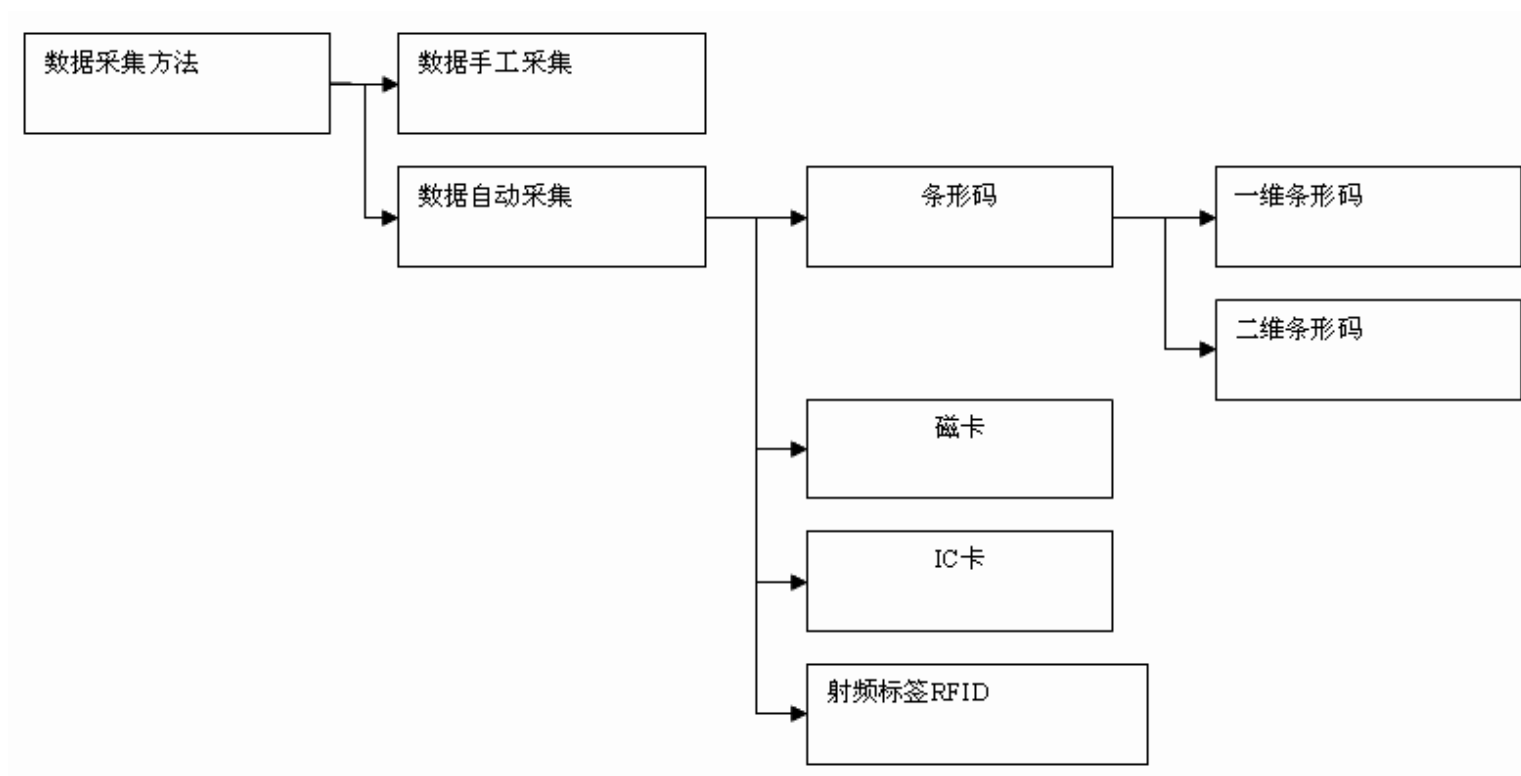 数据采集方法
数据手工采集
数据自动采集
条形码
一维条形码
二维条形码
磁卡
IC卡
射频标签RFID